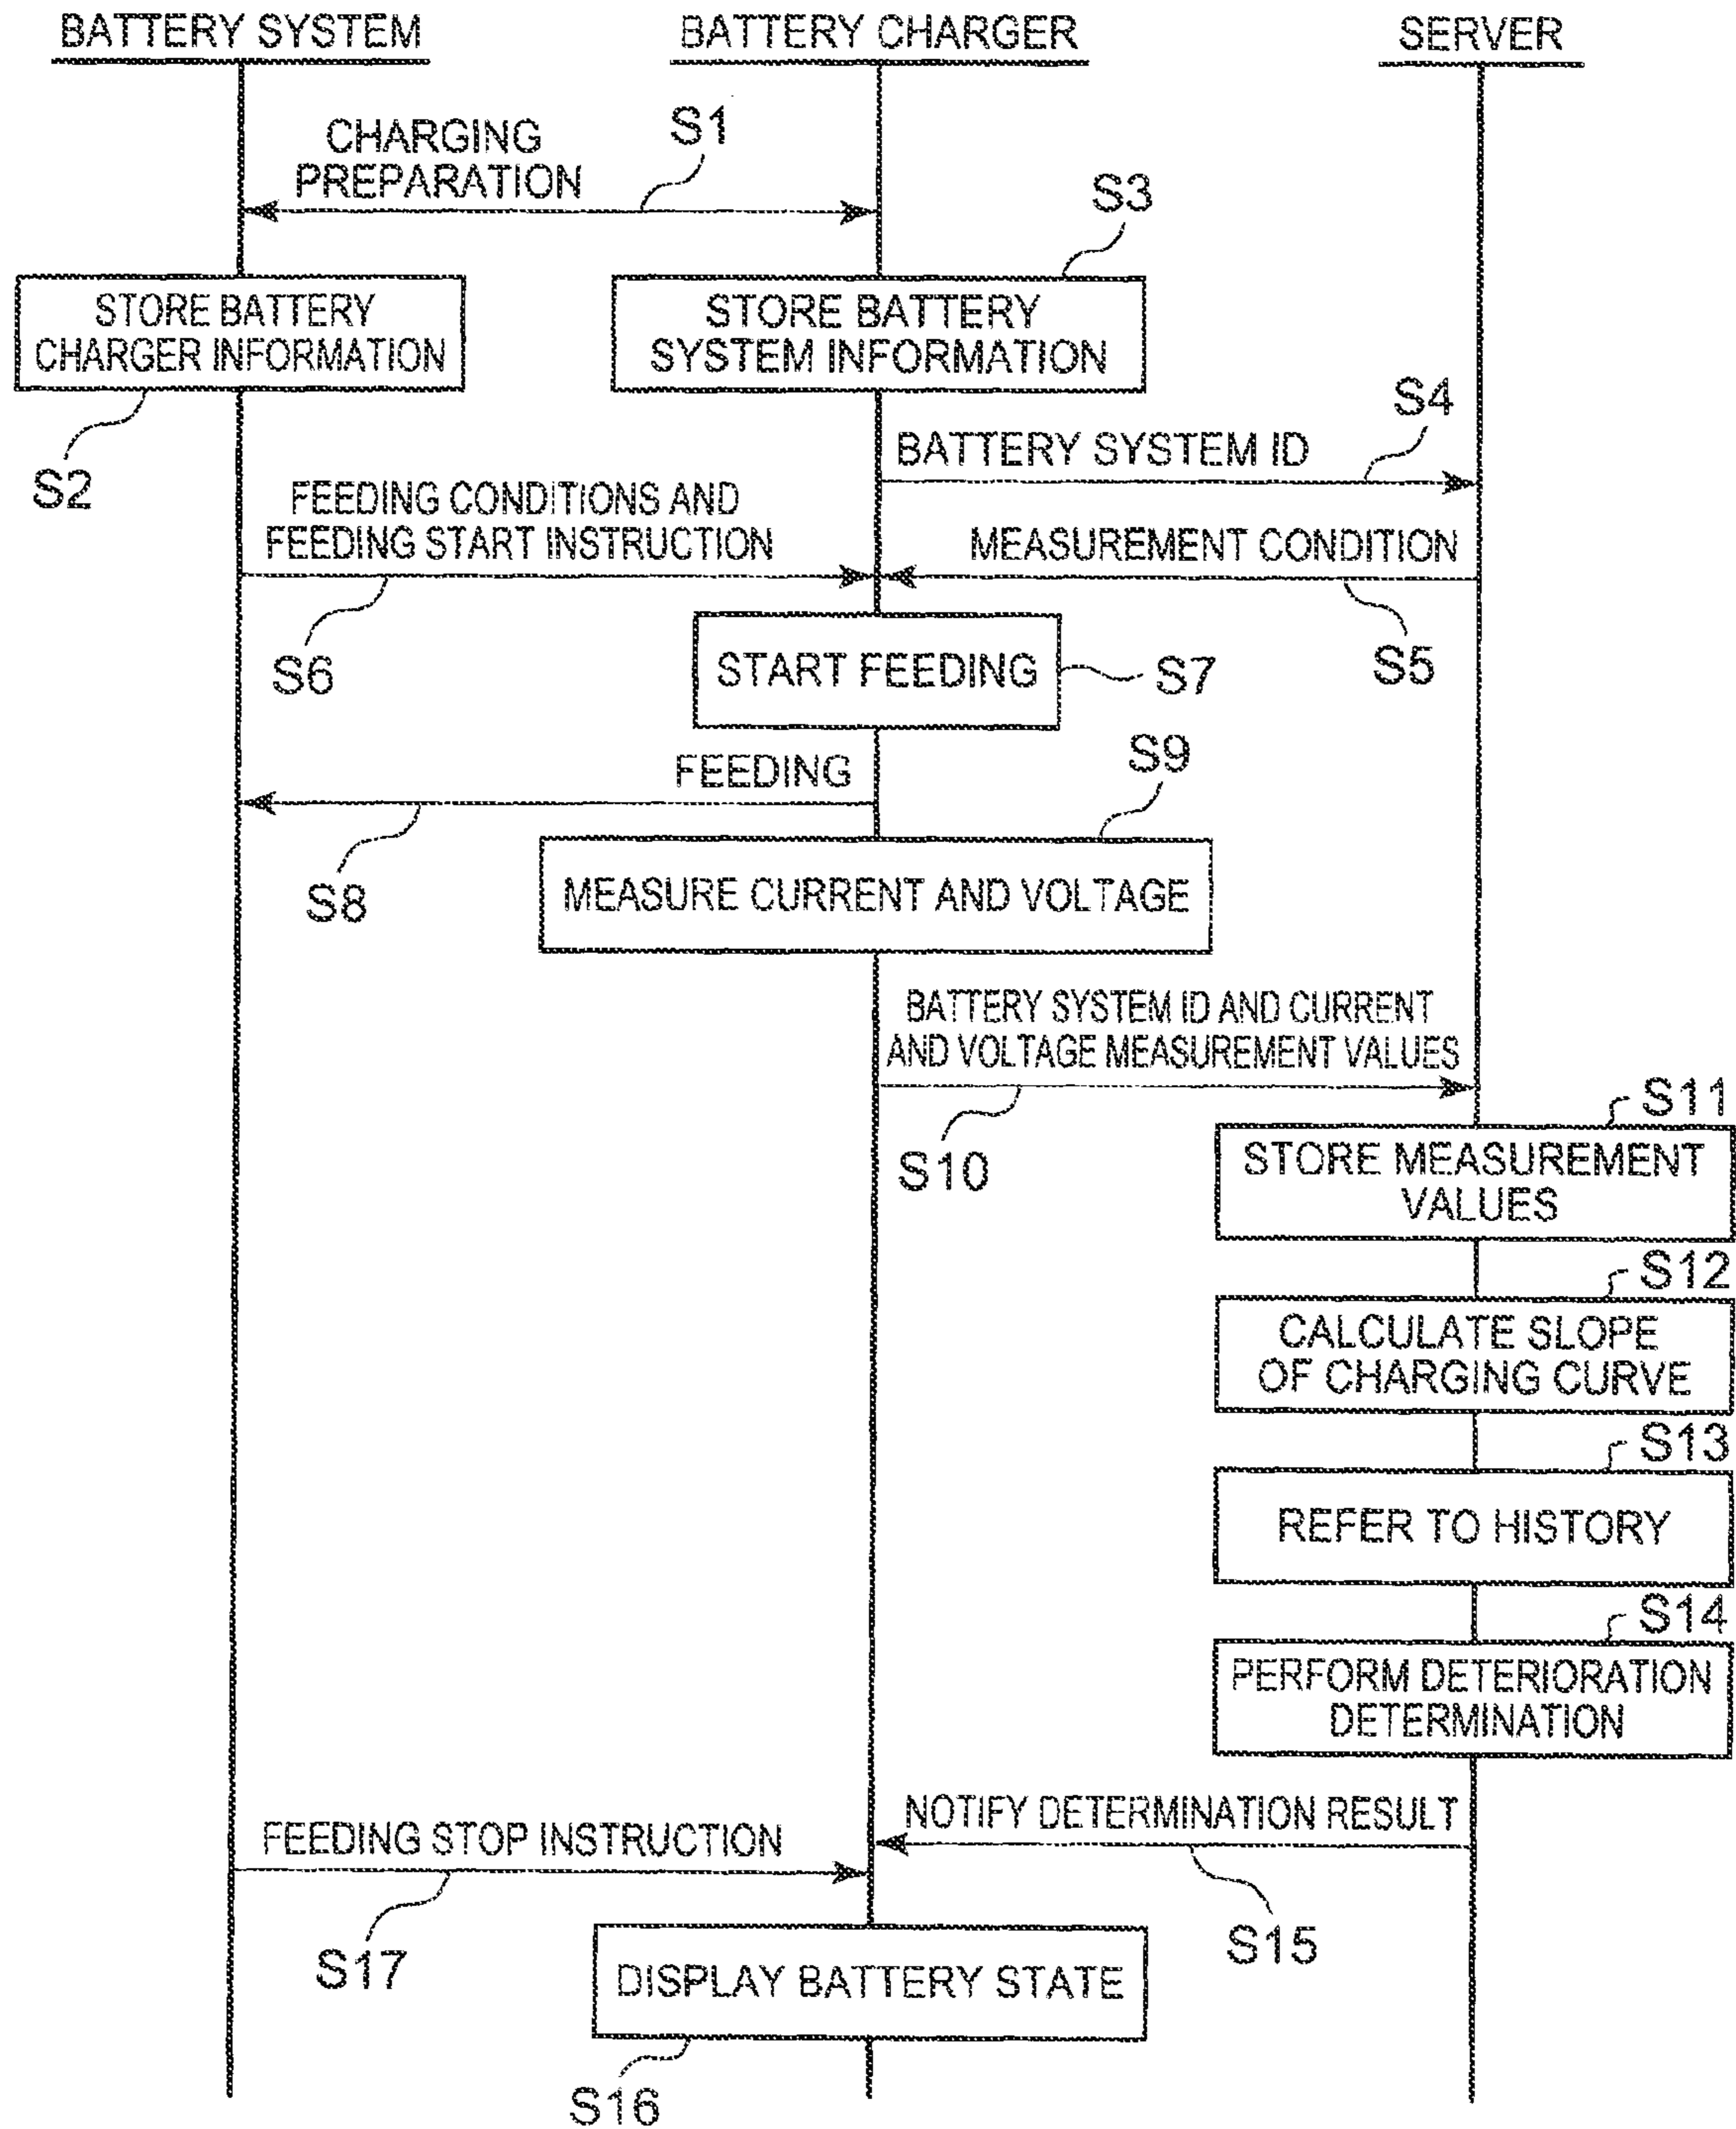 BATTERY SYSTEM
BATTERY CHARGER
SERVER
CHARGING
PREPARATION
S1
S3
STORE BATTERY
CHARGER INFORMATION
STORE BATTERY
SYSTEM INFORMATION
S2
S4
BATTERY SYSTEM ID
FEEDING CONDITIONS AND
FEEDING START INSTRUCTION
MEASUREMENT CONDITION
S6
S5
START FEEDING
S7
FEEDING
S9
S8
MEASURE CURRENT AND VOLTAGE
BATTERY SYSTEM ID AND CURRENT
AND VOLTAGE MEASUREMENT VALUES
S10
S11
STORE MEASUREMENT
VALUES
S12
CALCULATE SLOPE
OF CHARGING CURVE
S13
REFER TO HISTORY
S14
PERFORM DETERIORATION
DETERMINATION
NOTIFY DETERMINATION RESULT
FEEDING STOP INSTRUCTION
S17
S15
DISPLAY BATTERY STATE
S16